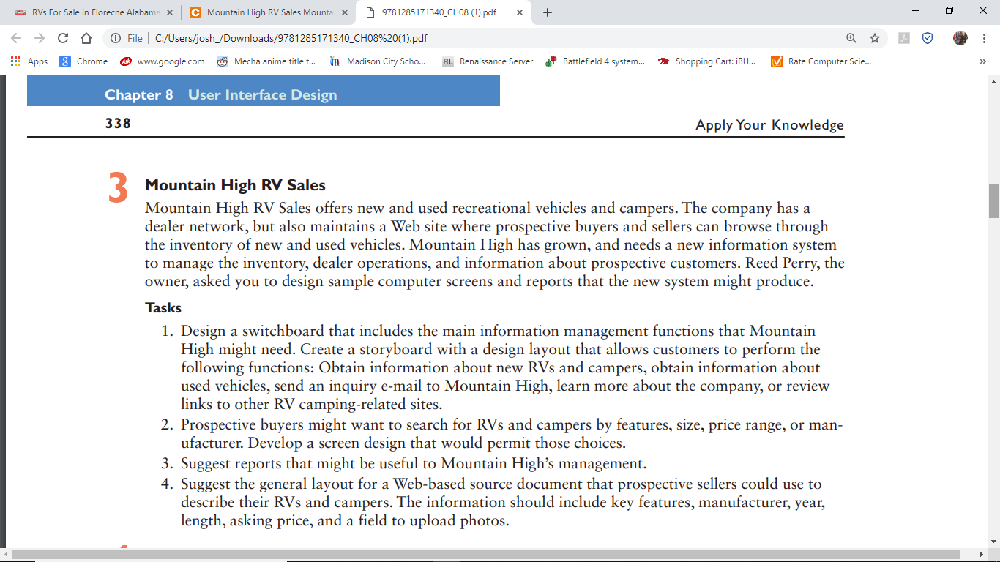 RVs For Sale in Florecne Alabama
Mountain High RV Sales Mounta
9781285171340_CH08 (1).pdf
File
C:/Users/josh_/Downloads/9781285171340_CH08%20(1).pdf
Apps
Chrome
www.google.com
Mecha anime title t...
Madison City Scho...
RL Renaissance Server
Battlefield 4 system...
Shopping Cart: iBU...
Rate Computer Scie...
Chapter 8 User Interface Design
338
Apply Your Knowledge
3 Mountain High RV Sales
Mountain High RV Sales offers new and used recreational vehicles and campers. The company has a
dealer network, but also maintains a Web site where prospective buyers and sellers can browse through
the inventory of new and used vehicles. Mountain High has grown, and needs a new information system
to manage the inventory, dealer operations, and information about prospective customers. Reed Perry, the
owner, asked you to design sample computer screens and reports that the new system might produce.
Tasks
1. Design a switchboard that includes the main information management functions that Mountain
High might need. Create a storyboard with a design layout that allows customers to perform the
following functions: Obtain information about new RVs and campers, obtain information about
used vehicles, send an inquiry e-mail to Mountain High, learn more about the company, or review
links to other RV camping-related sites.
2. Prospective buyers might want to search for RVs and campers by features, size, price range, or man-
ufacturer. Develop a screen design that would permit those choices.
3. Suggest reports that might be useful to Mountain High’s management.
4. Suggest the general layout for a Web-based source document that prospective sellers could use to
describe their RVs and campers. The information should include key features, manufacturer, year,
length, asking price, and a field to upload photos.